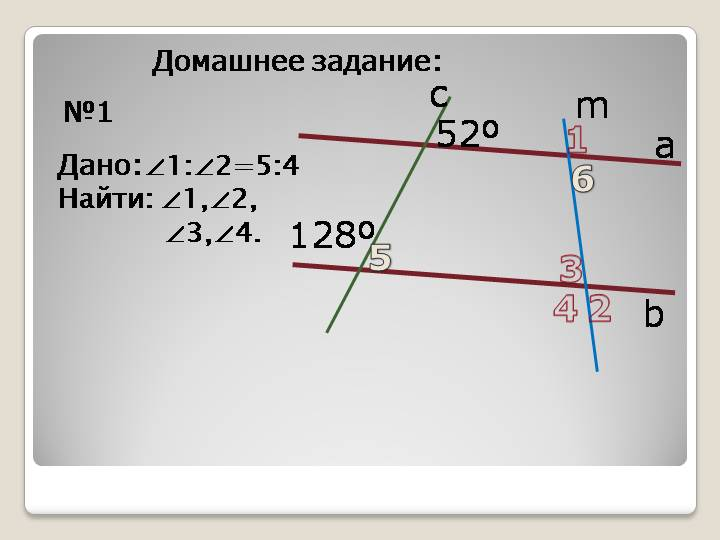 Домашнее задание:
№1
Дано:∠1:∠2=5:4
Найти: ∠1,∠2,
∠3,∠4.
c
m
52º
1
a
6
128º
5
3
4 2
b